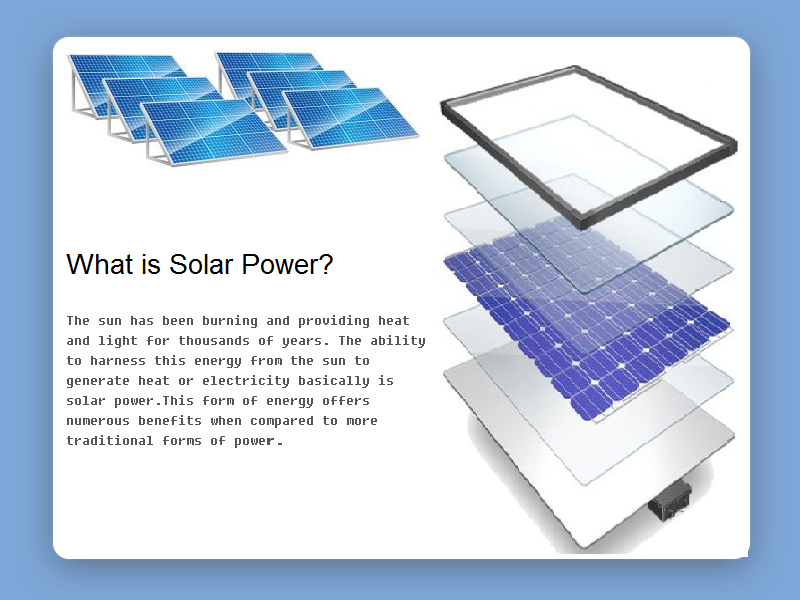 What is Solar Power?
The sun has been burning and providing heat
and light for thousands of years. The ability
to harness this energy from the sun to
generate heat or electricity basically is
solar power.This form of energy offers
numerous benefits when compared to more
traditional forms of power.